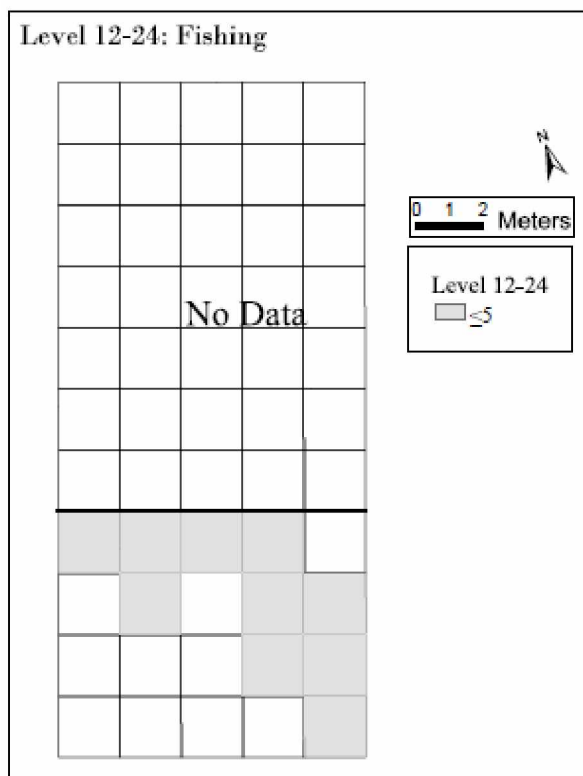 Level 12-24: Fishing
N
0 1 2
Meters
No Data
Level 12-24
≤5